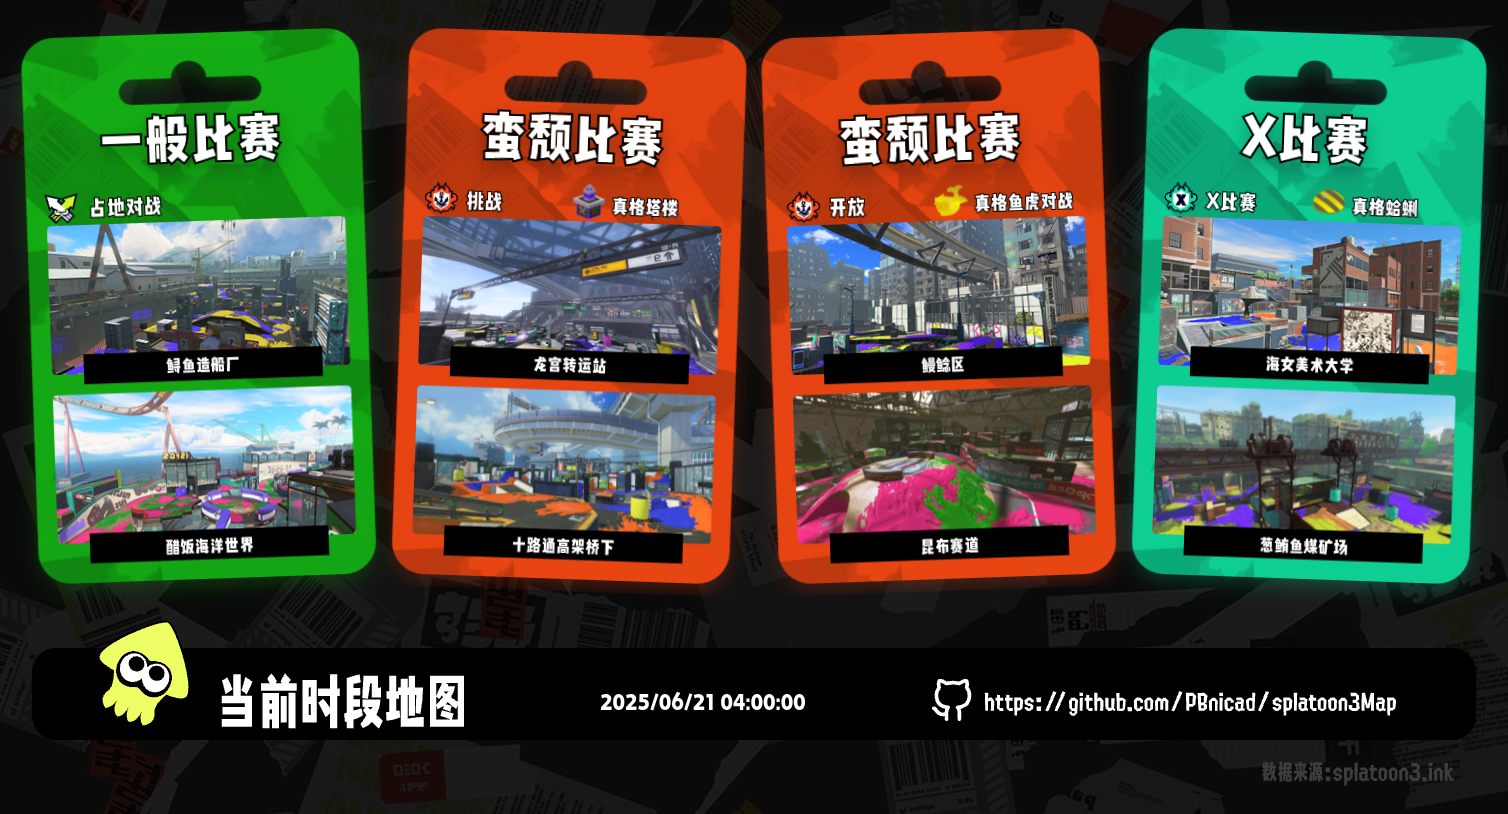 一般比赛
占地对战
鲟鱼造船厂
醋饭海洋世界
蛮颓比赛
挑战
真格塔楼
龙宫转运站
十路通高架桥下
蛮颓比赛
开放
真格鱼虎对战
鳗鲶区
昆布赛道
X比赛
X比赛
真格蛤蜊
海女美术大学
葱鲔鱼煤矿场
当前时段地图
2025/06/21 04:00:00
https://github.com/PBnicad/splatoon3Map
数据来源:splatoon3.ink